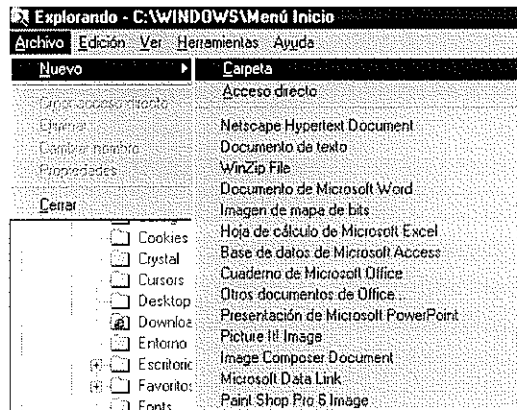 Explorando - C:\WINDOWS\Menú Inicio
Archivo Edición Ver Herramientas Ayuda
Nuevo
Crear acceso directo
Eliminar
Cambiar nombre
Propiedades
Cerrar
Carpeta
Acceso directo
Netscape Hypertext Document
Documento de texto
WinZip File
Documento de Microsoft Word
Imagen de mapa de bits
Hoja de cálculo de Microsoft Excel
Base de datos de Microsoft Access
Cuaderno de Microsoft Office
Otros documentos de Office...
Presentación de Microsoft PowerPoint
Picture It! Image
Image Composer Document
Microsoft Data Link
Paint Shop Pro 6 Image
Cookies
Crystal
Cursors
Desktop
Downloa
Entorno
Escritorio
Favoritos
Fonts